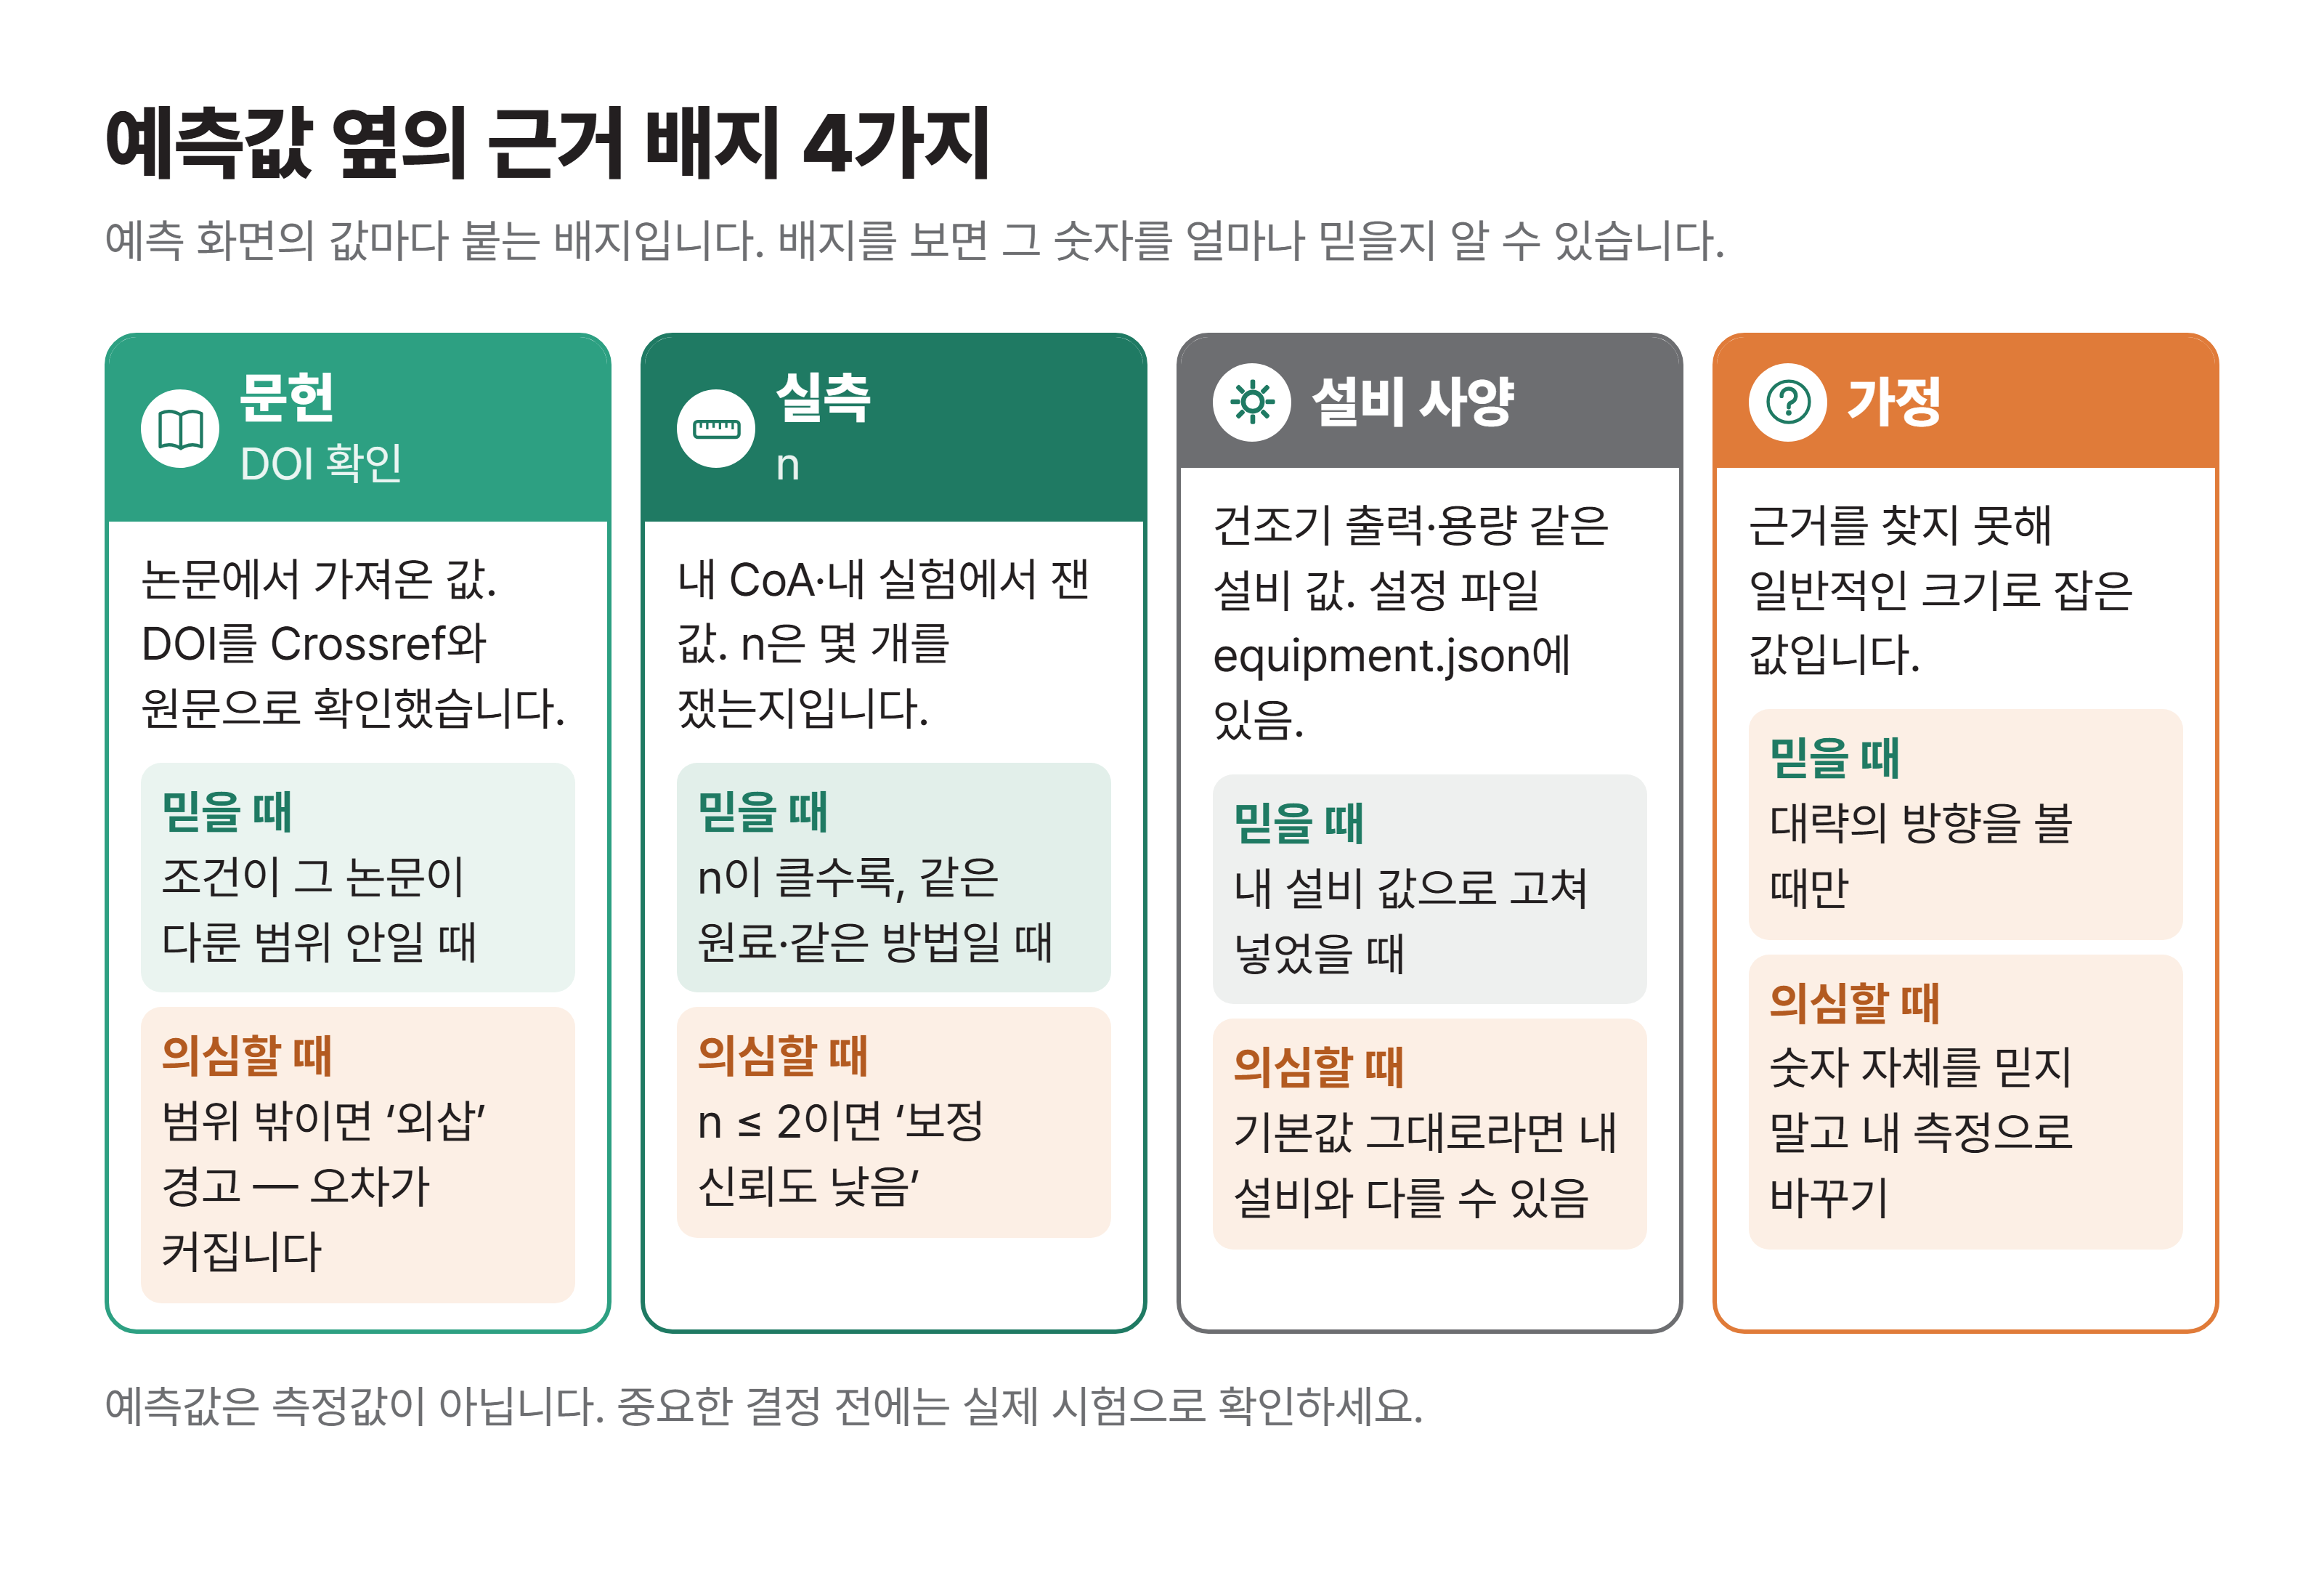 예측값 옆의 근거 배지 4가지
예측 화면의 값마다 붙는 배지입니다. 배지를 보면 그 숫자를 얼마나 믿을지 알 수 있습니다.
문헌
DOI 확인
논문에서 가져온 값.
DOI를 Crossref와
원문으로 확인했습니다.
믿을 때
조건이 그 논문이
다룬 범위 안일 때
의심할 때
범위 밖이면 ‘외삽’
경고 — 오차가
커집니다
실측
n
내 CoA·내 실험에서 잰
값. n은 몇 개를
쟀는지입니다.
믿을 때
n이 클수록, 같은
원료·같은 방법일 때
의심할 때
n ≤ 2이면 ‘보정
신뢰도 낮음’
설비 사양
건조기 출력·용량 같은
설비 값. 설정 파일
equipment.json에
있음.
믿을 때
내 설비 값으로 고쳐
넣었을 때
의심할 때
기본값 그대로라면 내
설비와 다를 수 있음
가정
근거를 찾지 못해
일반적인 크기로 잡은
값입니다.
믿을 때
대략의 방향을 볼
때만
의심할 때
숫자 자체를 믿지
말고 내 측정으로
바꾸기
예측값은 측정값이 아닙니다. 중요한 결정 전에는 실제 시험으로 확인하세요.